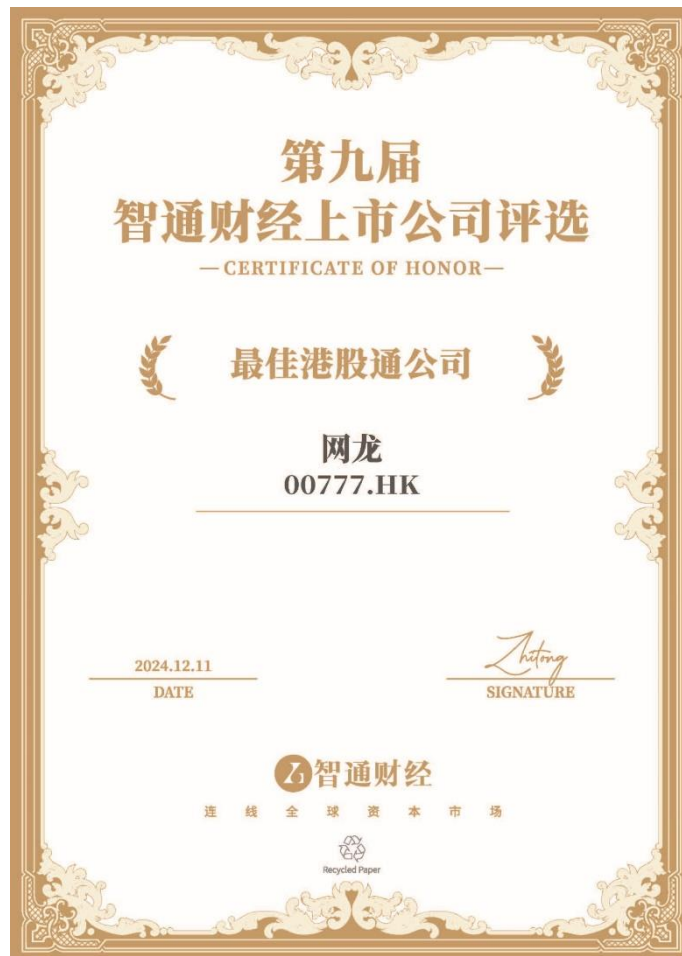 第九届
智通财经上市公司评选
—CERTIFICATE OF HONOR—
最佳港股通公司
网龙
00777.HK
2024.12.11
DATE
Zhitong
SIGNATURE
智通财经
连线全球资本市场
Recycled Paper